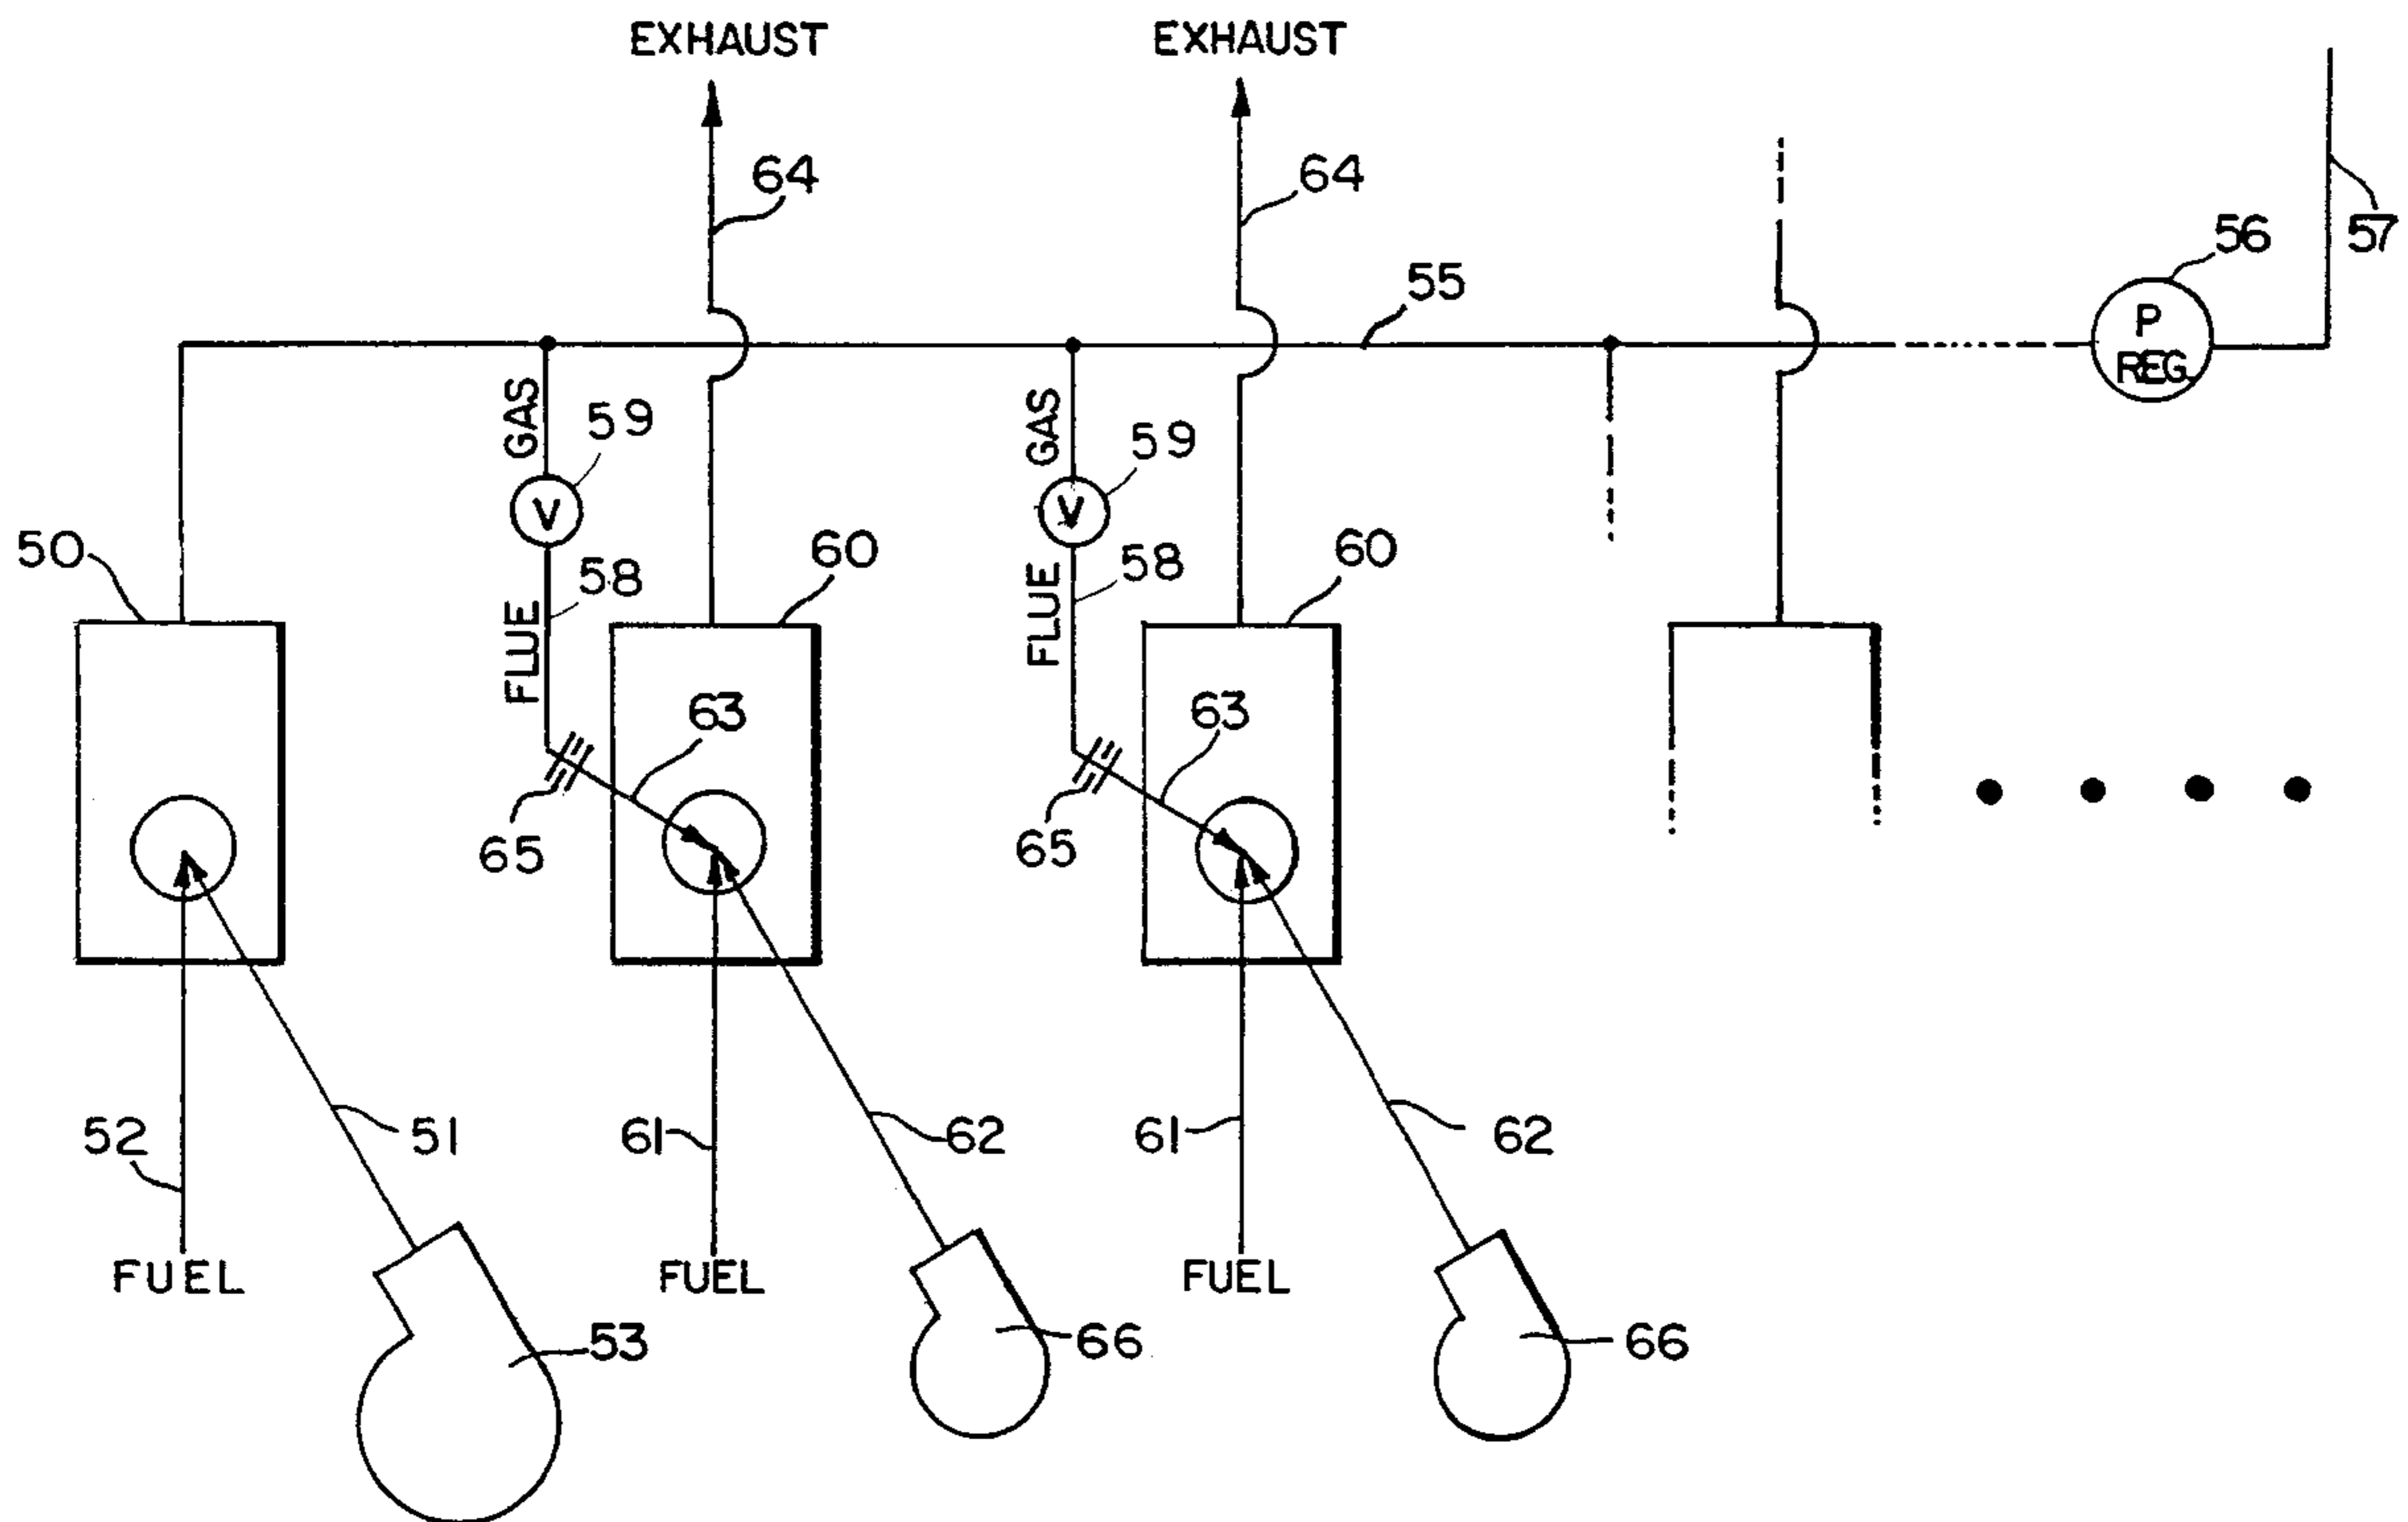 EXHAUST EXHAUST
64 64
57
56
55
P
REG.
GAS 59 GAS 59
50 FLUE 58 60 FLUE 58 60
63 63
65 65
52 51 61 62 61 62
FUEL FUEL FUEL
53 66 66